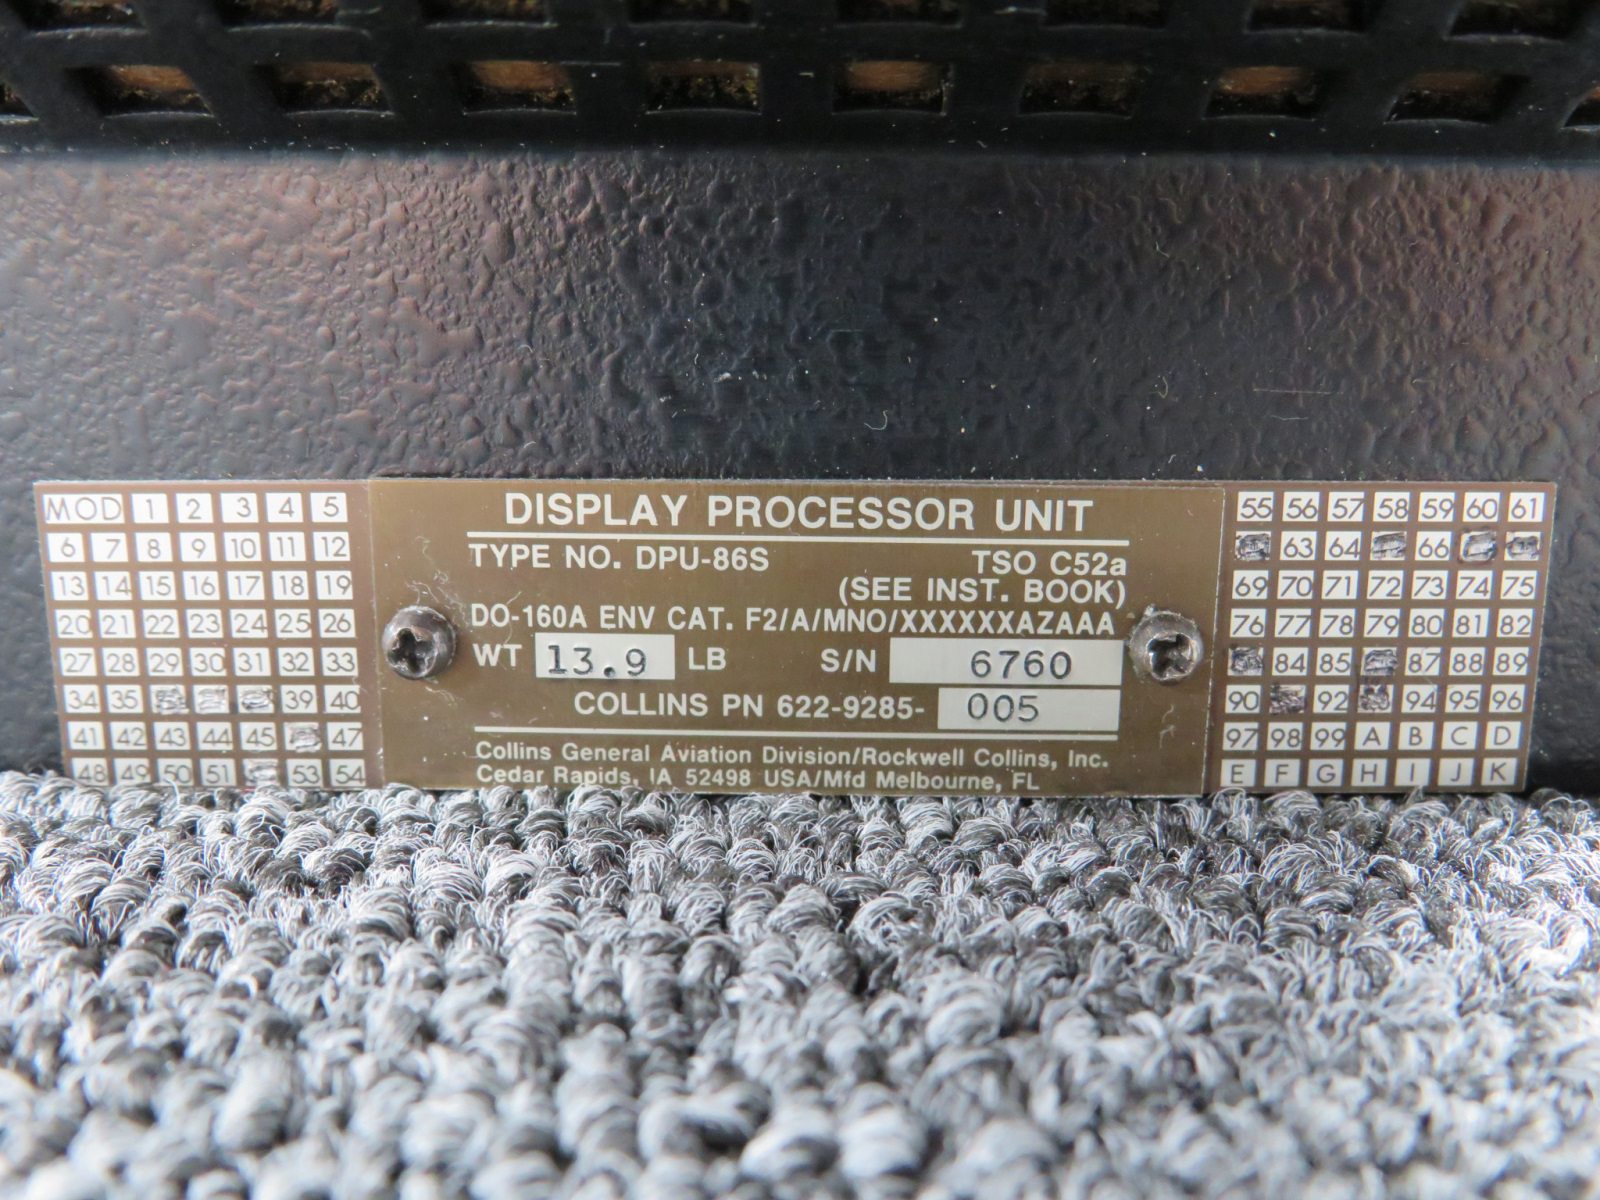 MOD 1 2 3 4 5
6 7 8 9 10 11 12
13 14 15 16 17 18 19
20 21 22 23 24 25 26
27 28 29 30 31 32 33
34 35 39 40
41 42 43 44 45 47
48 49 50 51 53 54
DISPLAY PROCESSOR UNIT
TYPE NO. DPU-86S TSO C52a
(SEE INST. BOOK)
DO-160A ENV CAT. F2/A/MNO/XXXXXXAZAAA
WT 13.9 LB S/N 6760
COLLINS PN 622-9285- 005
Collins General Aviation Division/Rockwell Collins, Inc.
Cedar Rapids, IA 52498 USA/Mfd Melbourne, FL
55 56 57 58 59 60 61
63 64 66
69 70 71 72 73 74 75
76 77 78 79 80 81 82
84 85 87 88 89
90 92 94 95 96
97 98 99 A B C D
E F G H I J K